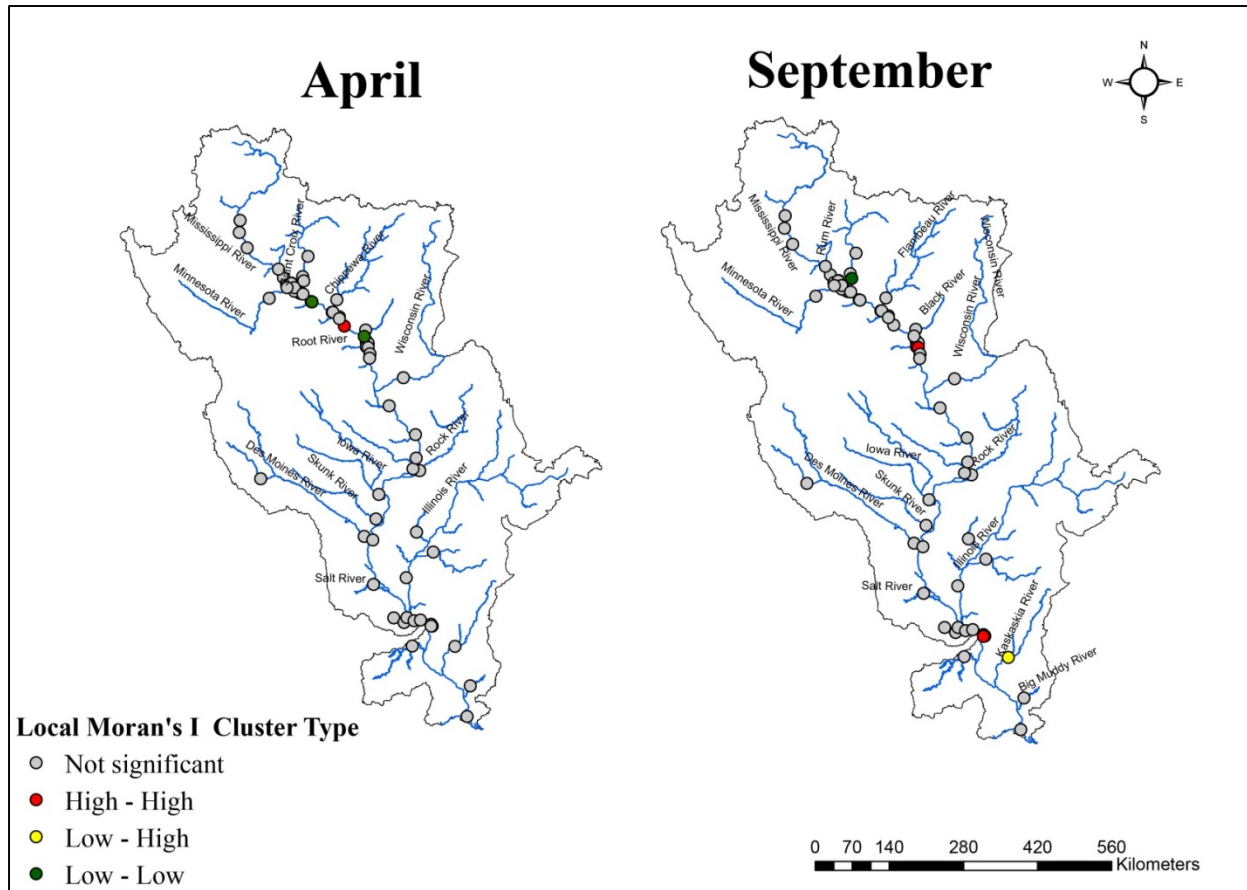 April
September
N
W
E
S
Mississippi River
Saint Croix River
Chippewa River
Minnesota River
Root River
Wisconsin River
Iowa River
Rock River
Skunk River
Des Moines River
Illinois River
Salt River
Mississippi River
Rum River
Flambeau River
Wisconsin River
Minnesota River
Black River
Wisconsin River
Iowa River
Rock River
Des Moines River
Skunk River
Illinois River
Salt River
Kaskaskia River
Big Muddy River
Local Moran's I Cluster Type
Not significant
High - High
Low - High
Low - Low
0 70 140 280 420 560
Kilometers